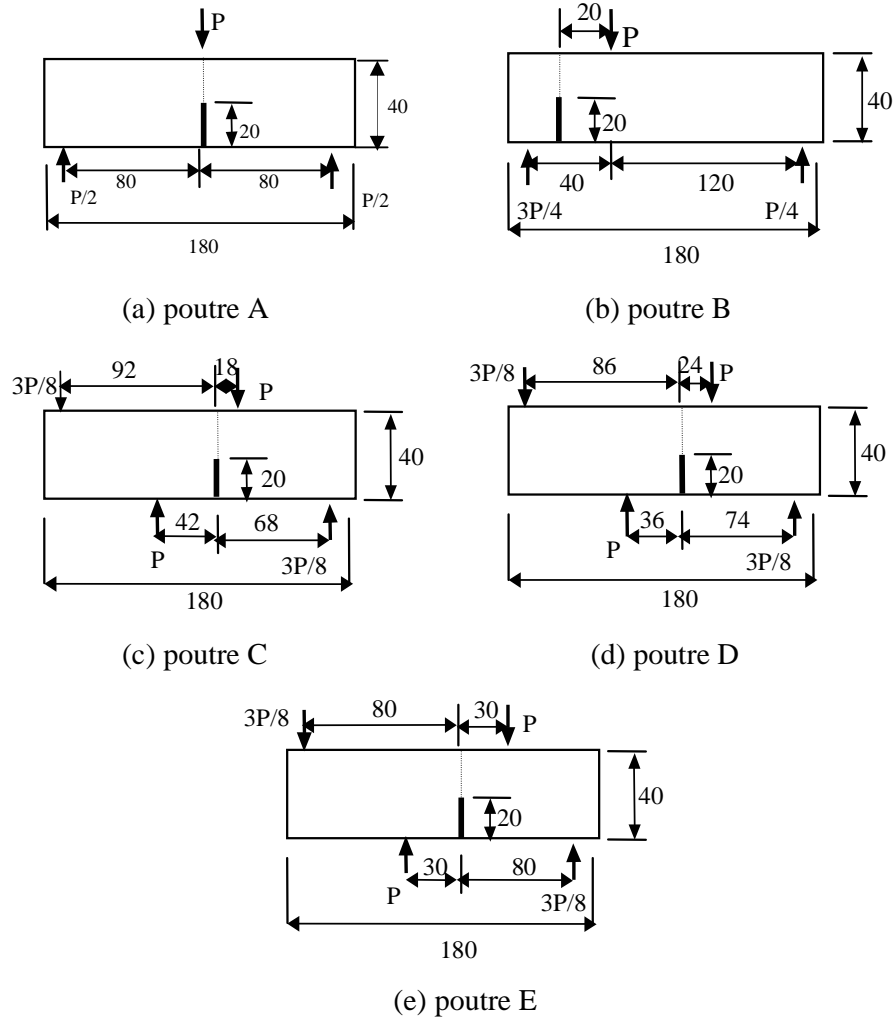 P
40
20
80 80
P/2 P/2
180
(a) poutre A
20
P
40
20
40 120
3P/4 P/4
180
(b) poutre B
92 18
3P/8 P
40
20
42 68
P 3P/8
180
(c) poutre C
86 24
3P/8 P
40
20
36 74
P 3P/8
180
(d) poutre D
80 30
3P/8 P
40
20
30 80
P 3P/8
180
(e) poutre E